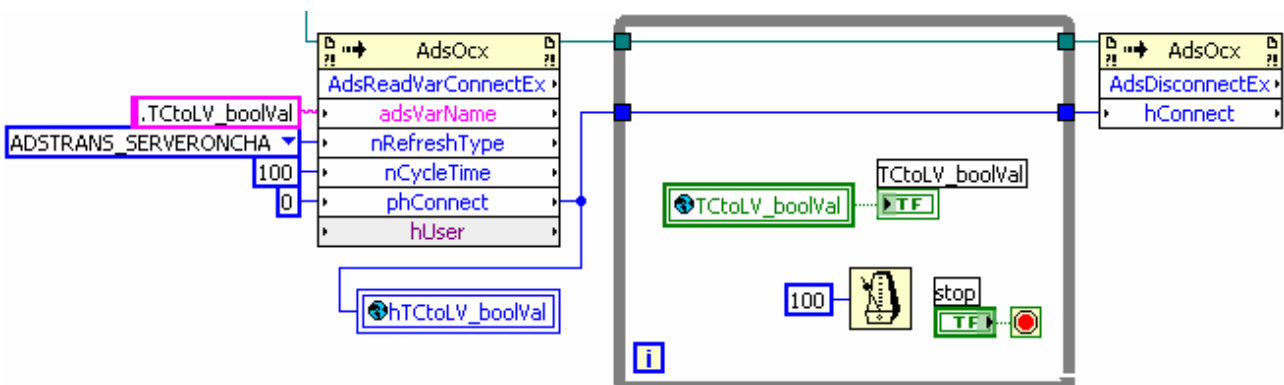 AdsOcx
AdsReadVarConnectEx
.TCtoLV_boolVal
adsVarName
ADSTRANS_SERVERONCHA
nRefreshType
100
nCycleTime
0
phConnect
hUser
hTCtoLV_boolVal
TCtoLV_boolVal
TCtoLV_boolVal
TF
100
stop
TF
i
AdsOcx
AdsDisconnectEx
hConnect